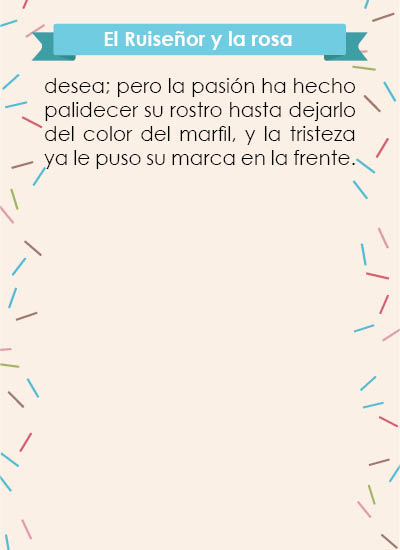 El Ruiseñor y la rosa
desea; pero la pasión ha hecho
palidecer su rostro hasta dejarlo
del color del marfil, y la tristeza
ya le puso su marca en la frente.